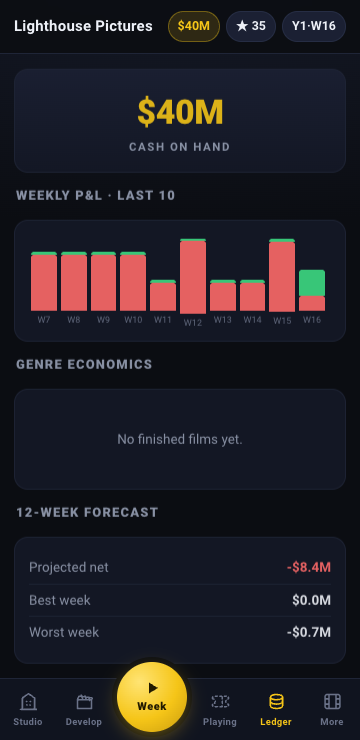 Lighthouse Pictures $40M ★ 35 Y1·W16
$40M
CASH ON HAND
WEEKLY P&L · LAST 10
W7 W8 W9 W10 W11 W12 W13 W14 W15 W16
GENRE ECONOMICS
No finished films yet.
12-WEEK FORECAST
Projected net -$8.4M
Best week $0.0M
Worst week -$0.7M
Studio Develop Week Playing Ledger More